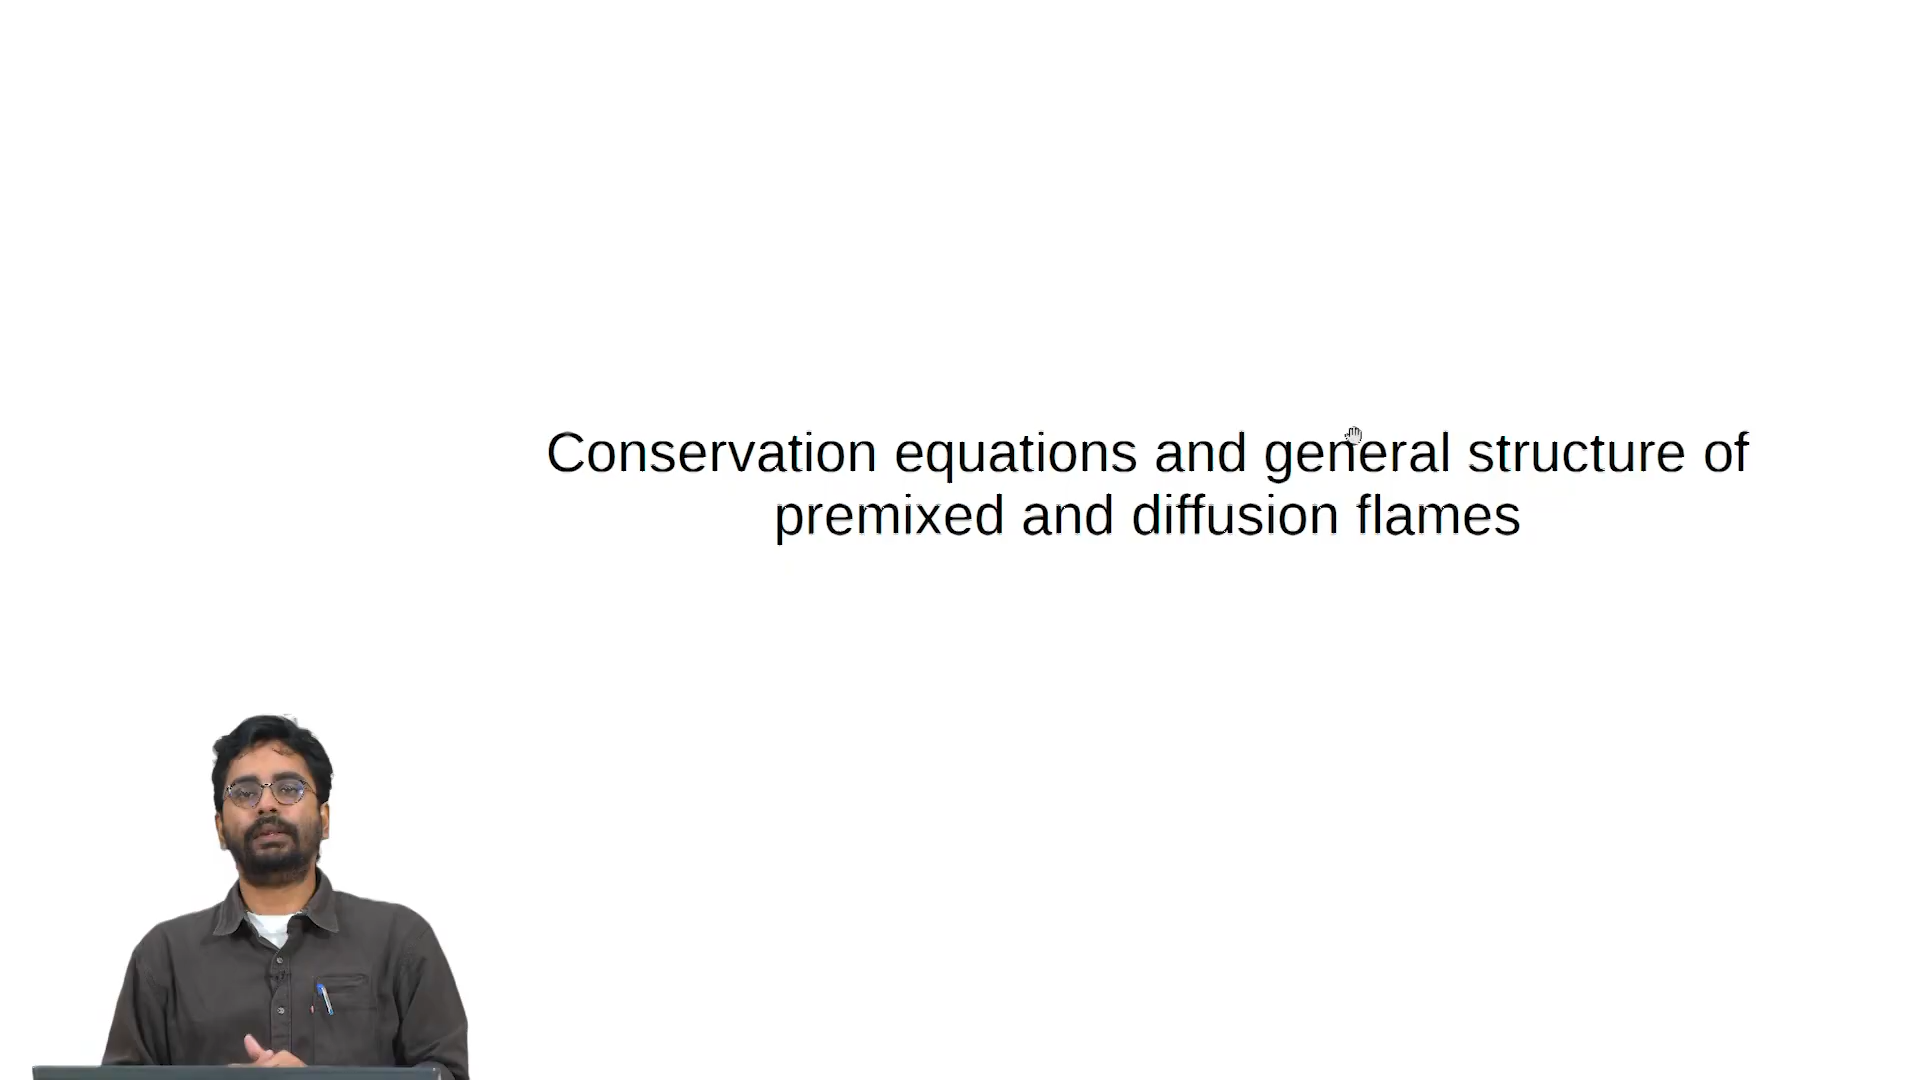 Conservation equations and general structure of
premixed and diffusion flames